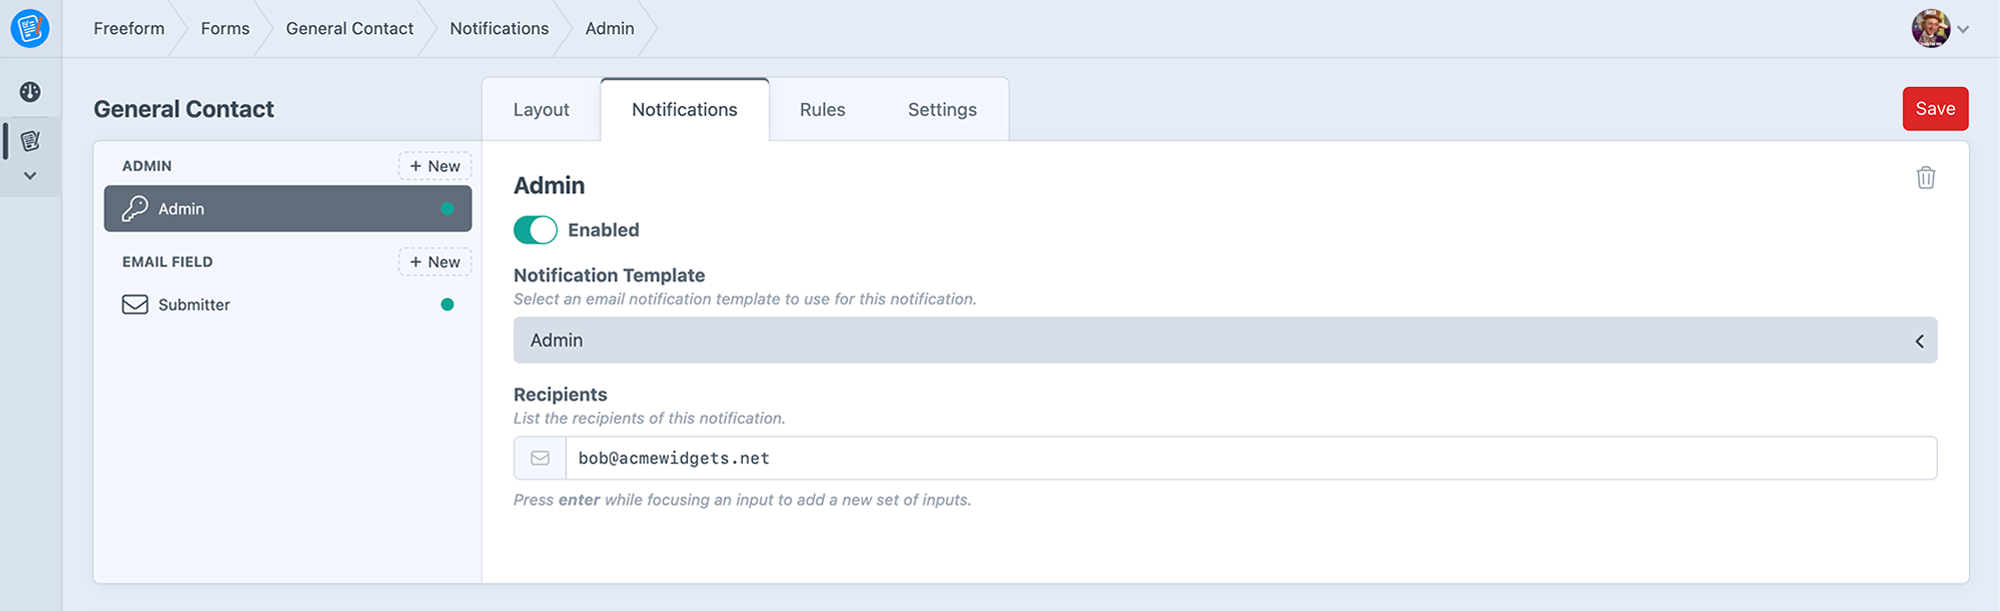 Freeform
Forms
General Contact
Notifications
Admin
General Contact
Layout
Notifications
Rules
Settings
Save
ADMIN
+ New
Admin
EMAIL FIELD
+ New
Submitter
Admin
Enabled
Notification Template
Select an email notification template to use for this notification.
Admin
Recipients
List the recipients of this notification.
bob@acmewidgets.net
Press enter while focusing an input to add a new set of inputs.